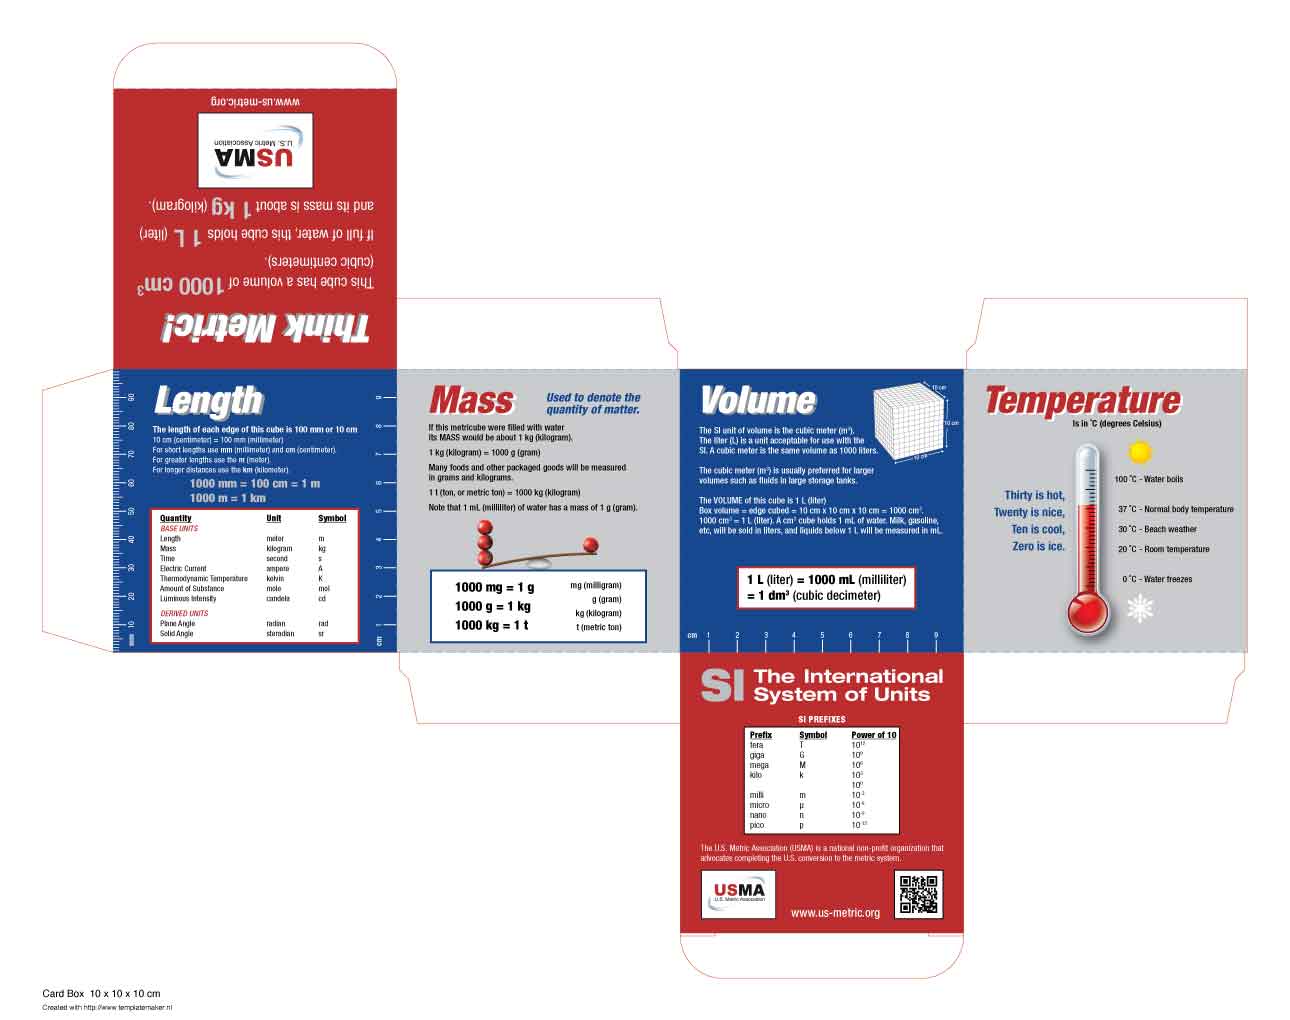 www.us-metric.org
USMA
U.S. Metric Association
and its mass is about 1 kg (kilogram).
If full of water, this cube holds 1 L (liter)
(cubic centimeters).
This cube has a volume of 1000 cm³
Think Metric!
Length
The length of each edge of this cube is 100 mm or 10 cm
10 cm (centimeter) = 100 mm (millimeter)
For short lengths use mm (millimeter) and cm (centimeter).
For greater lengths use the m (meter).
For longer distances use the km (kilometer).
1000 mm = 100 cm = 1 m
1000 m = 1 km
Quantity Unit Symbol
BASE UNITS
Length meter m
Mass kilogram kg
Time second s
Electric Current ampere A
Thermodynamic Temperature kelvin K
Amount of Substance mole mol
Luminous Intensity candela cd
DERIVED UNITS
Plane Angle radian rad
Solid Angle steradian sr
90
80
70
60
50
40
30
20
10
mm
9
8
7
6
5
4
3
2
1
cm
Mass
Used to denote the
quantity of matter.
If this metricube were filled with water
its MASS would be about 1 kg (kilogram).
1 kg (kilogram) = 1000 g (gram)
Many foods and other packaged goods will be measured
in grams and kilograms.
1 t (ton, or metric ton) = 1000 kg (kilogram)
Note that 1 mL (milliliter) of water has a mass of 1 g (gram).
1000 mg = 1 g mg (milligram)
1000 g = 1 kg g (gram)
kg (kilogram)
1000 kg = 1 t t (metric ton)
Volume
10 cm
10 cm
10 cm
The SI unit of volume is the cubic meter (m³).
The liter (L) is a unit acceptable for use with the
SI. A cubic meter is the same volume as 1000 liters.
The cubic meter (m³) is usually preferred for larger
volumes such as fluids in large storage tanks.
The VOLUME of this cube is 1 L (liter)
Box volume = edge cubed = 10 cm x 10 cm x 10 cm = 1000 cm³.
1000 cm³ = 1 L (liter). A cm³ cube holds 1 mL of water. Milk, gasoline,
etc, will be sold in liters, and liquids below 1 L will be measured in mL.
1 L (liter) = 1000 mL (milliliter)
= 1 dm³ (cubic decimeter)
cm 1 2 3 4 5 6 7 8 9
Temperature
Is in ˚C (degrees Celsius)
Thirty is hot,
Twenty is nice,
Ten is cool,
Zero is ice.
100 ˚C - Water boils
37 ˚C - Normal body temperature
30 ˚C - Beach weather
20 ˚C - Room temperature
0 ˚C - Water freezes
SI The International
System of Units
SI PREFIXES
Prefix Symbol Power of 10
tera T 10¹²
giga G 10⁹
mega M 10⁶
kilo k 10³
10⁰
milli m 10⁻³
micro µ 10⁻⁶
nano n 10⁻⁹
pico p 10⁻¹²
The U.S. Metric Association (USMA) is a national non-profit organization that
advocates completing the U.S. conversion to the metric system.
USMA
U.S. Metric Association
www.us-metric.org
Card Box 10 x 10 x 10 cm
Created with http://www.templatemaker.nl